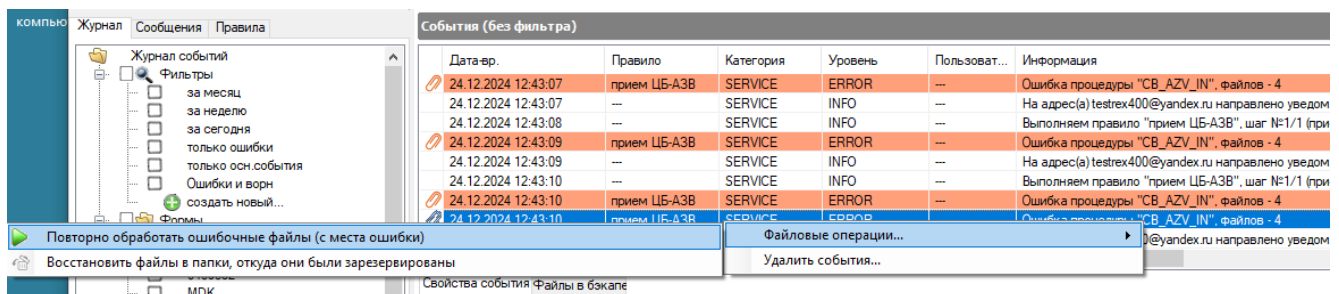 компью
Журнал Сообщения Правила
События (без фильтра)
Журнал событий
Фильтры
за месяц
за неделю
за сегодня
только ошибки
только осн.события
Ошибки и ворн
создать новый...
Формы
Дата-вр. Правило Категория Уровень Пользоват... Информация
24.12.2024 12:43:07 прием ЦБ-АЗВ SERVICE ERROR --- Ошибка процедуры "CB_AZV_IN", файлов - 4
24.12.2024 12:43:07 --- SERVICE INFO --- На адрес(а) testrex400@yandex.ru направлено уведом
24.12.2024 12:43:08 --- SERVICE INFO --- Выполняем правило "прием ЦБ-АЗВ", шаг №1/1 (при
24.12.2024 12:43:09 прием ЦБ-АЗВ SERVICE ERROR --- Ошибка процедуры "CB_AZV_IN", файлов - 4
24.12.2024 12:43:09 --- SERVICE INFO --- На адрес(а) testrex400@yandex.ru направлено уведом
24.12.2024 12:43:10 --- SERVICE INFO --- Выполняем правило "прием ЦБ-АЗВ", шаг №1/1 (при
24.12.2024 12:43:10 прием ЦБ-АЗВ SERVICE ERROR --- Ошибка процедуры "CB_AZV_IN", файлов - 4
24.12.2024 12:43:10 прием ЦБ-АЗВ SERVICE ERROR --- Ошибка процедуры "CB_AZV_IN", файлов - 4
Повторно обработать ошибочные файлы (с места ошибки) Файловые операции... @yandex.ru направлено уведом
Восстановить файлы в папки, откуда они были зарезервированы Удалить события...
MDK
Свойства события Файлы в бэкапе